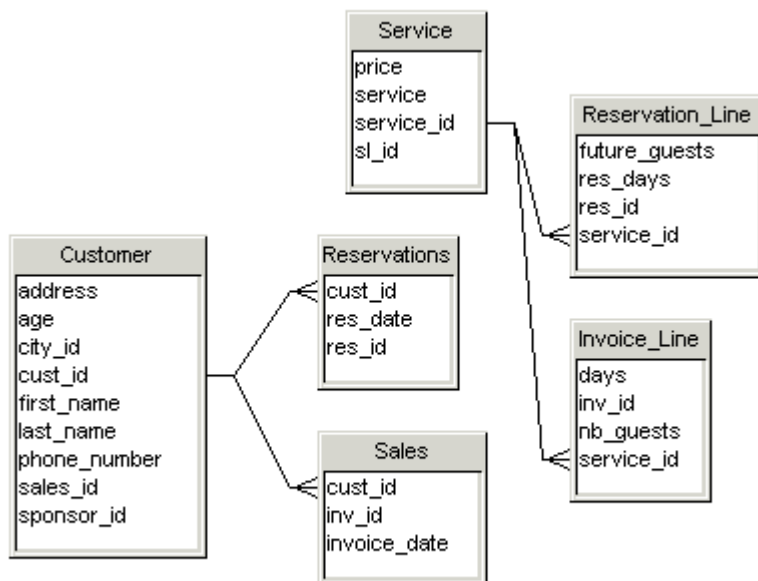 Service
price
service
service_id
sl_id
Reservation_Line
future_guests
res_days
res_id
service_id
Customer
address
age
city_id
cust_id
first_name
last_name
phone_number
sales_id
sponsor_id
Reservations
cust_id
res_date
res_id
Invoice_Line
days
inv_id
nb_guests
service_id
Sales
cust_id
inv_id
invoice_date